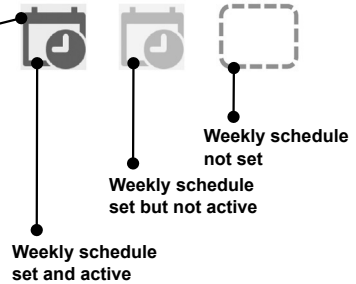 Weekly schedule
not set
Weekly schedule
set but not active
Weekly schedule
set and active